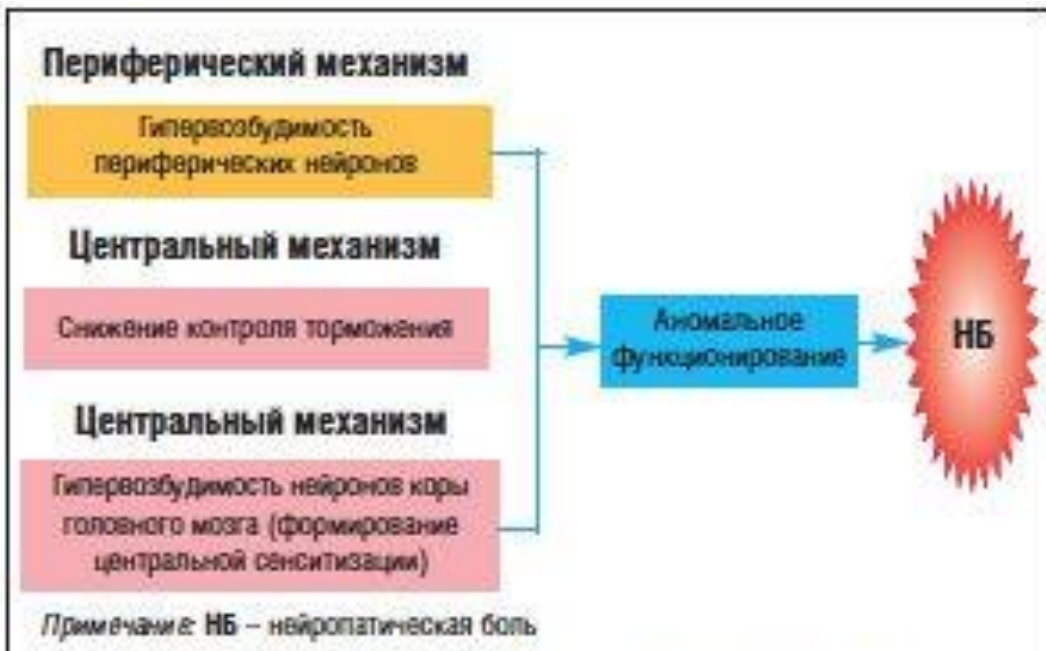 Периферический механизм
Гипервозбудимость
периферических нейронов
Центральный механизм
Снижение контроля торможения
Аномальное
функционирование
НБ
Центральный механизм
Гипервозбудимость нейронов коры
головного мозга (формирование
центральной сенситизации)
Примечание: НБ – нейропатическая боль